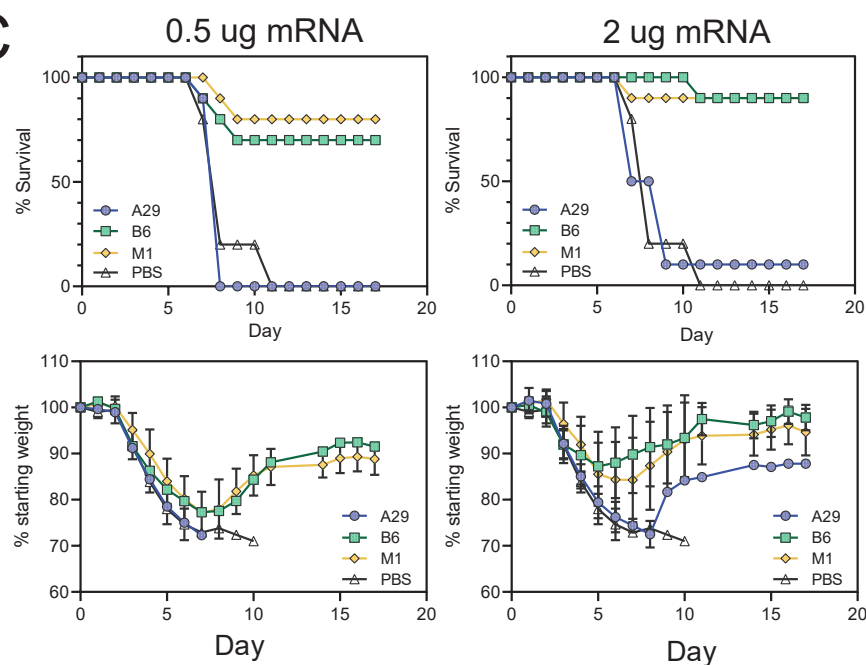 C
0.5 ug mRNA
2 ug mRNA
% Survival
100
50
0
A29
B6
M1
PBS
0 5 10 15 20
Day
% Survival
100
50
0
A29
B6
M1
PBS
0 5 10 15 20
Day
% starting weight
110
100
90
80
70
60
A29
B6
M1
PBS
0 5 10 15 20
Day
% starting weight
110
100
90
80
70
60
A29
B6
M1
PBS
0 5 10 15 20
Day